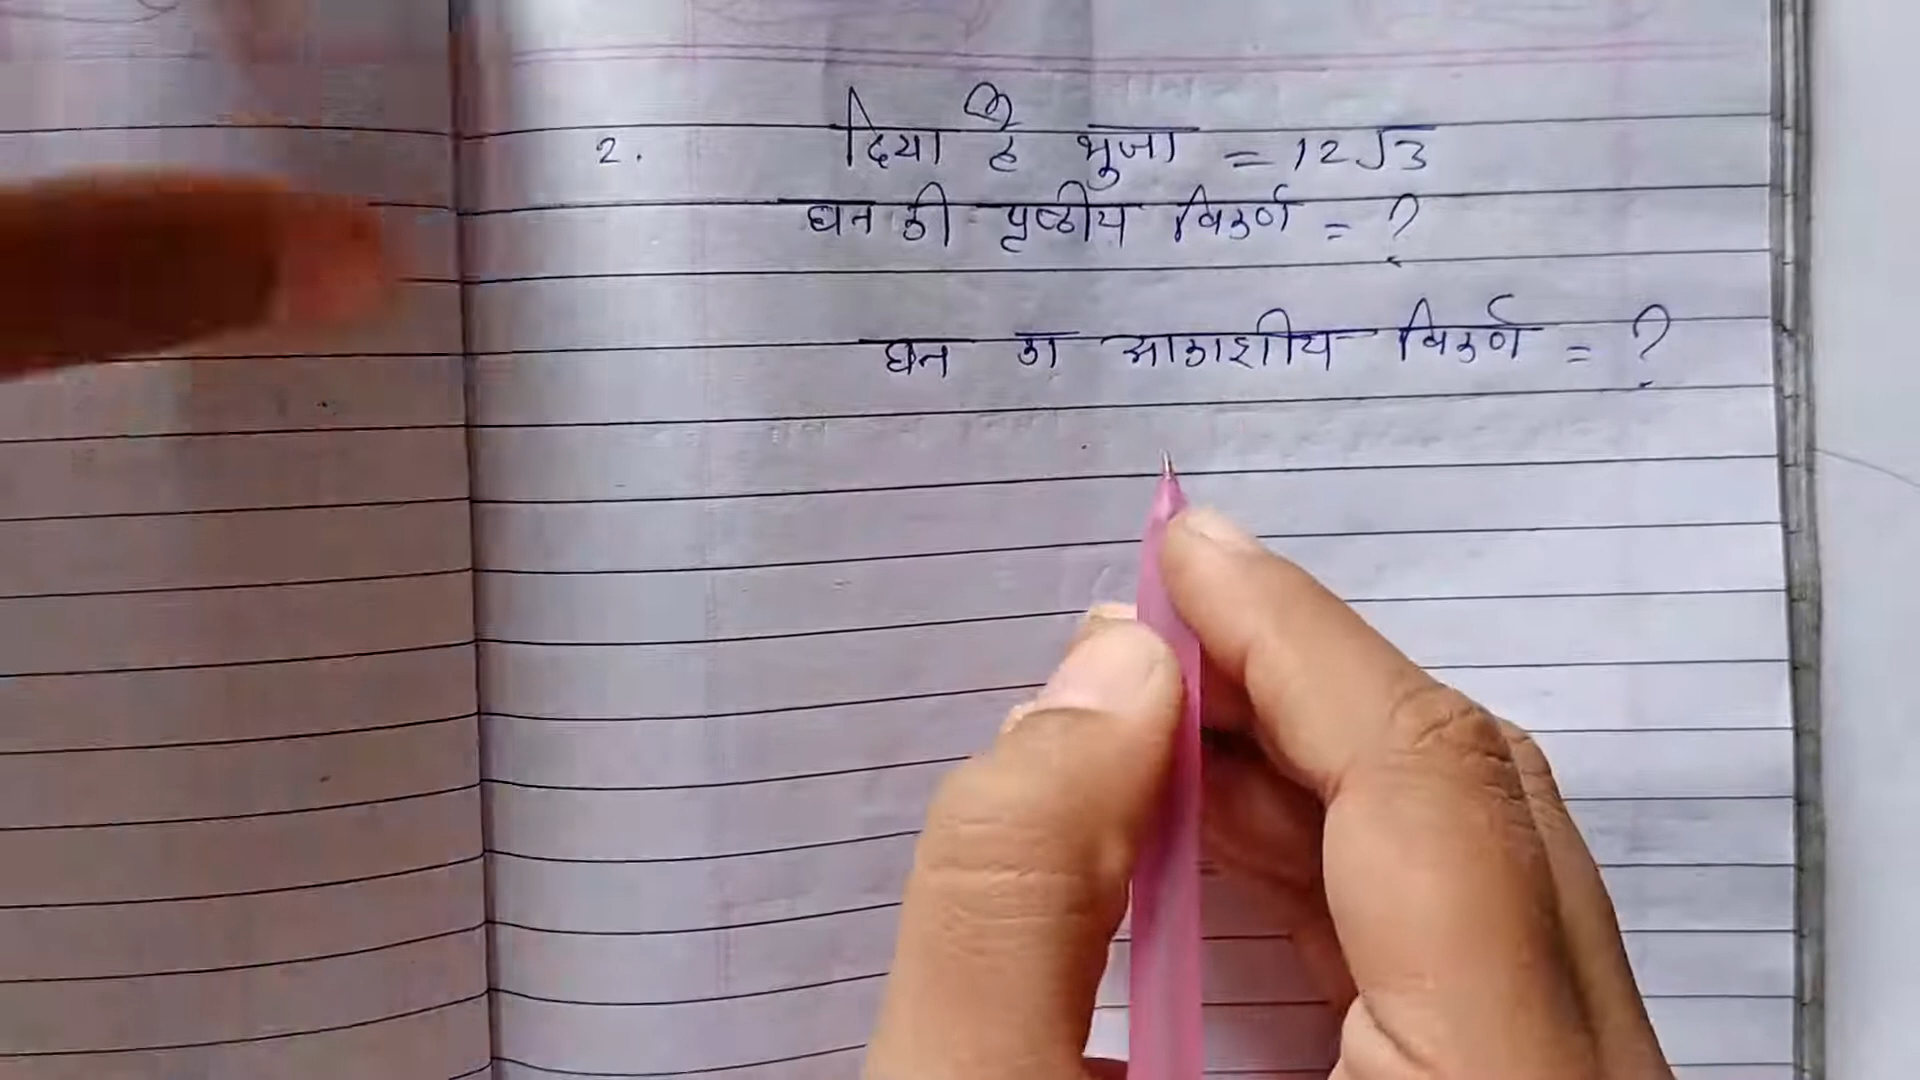 2. दिया है भुजा = 12√3
घन की पृष्ठीय विकर्ण = ?
घन का आकाशीय विकर्ण = ?